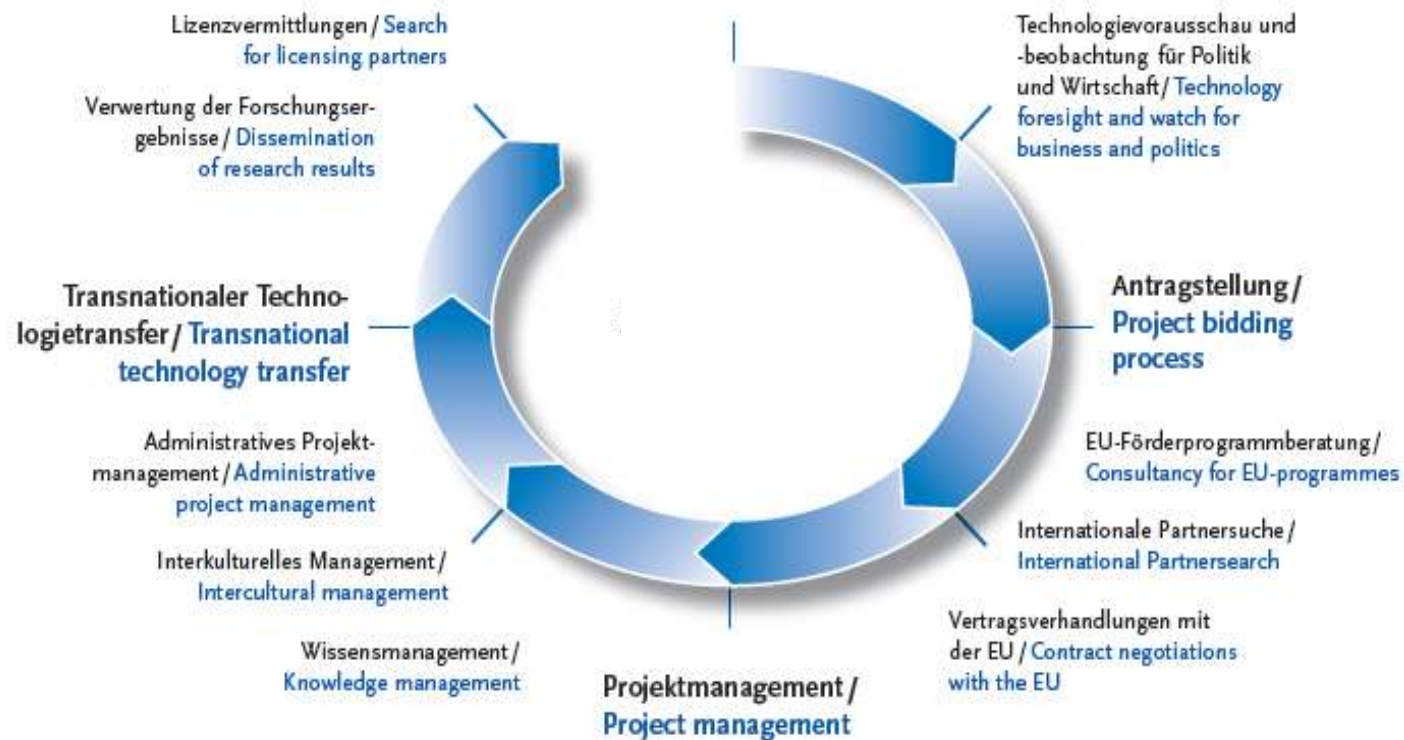 Lizenzvermittlungen / Search
for licensing partners
Verwertung der Forschungser-
gebnisse / Dissemination
of research results
Transnationaler Techno-
logietransfer / Transnational
technology transfer
Administratives Projekt-
management / Administrative
project management
Interkulturelles Management /
Intercultural management
Wissensmanagement /
Knowledge management
Projektmanagement /
Project management
Technologievorausschau und
-beobachtung für Politik
und Wirtschaft / Technology
foresight and watch for
business and politics
Antragstellung /
Project bidding
process
EU-Förderprogrammberatung /
Consultancy for EU-programmes
Internationale Partnersuche /
International Partnersearch
Vertragsverhandlungen mit
der EU / Contract negotiations
with the EU